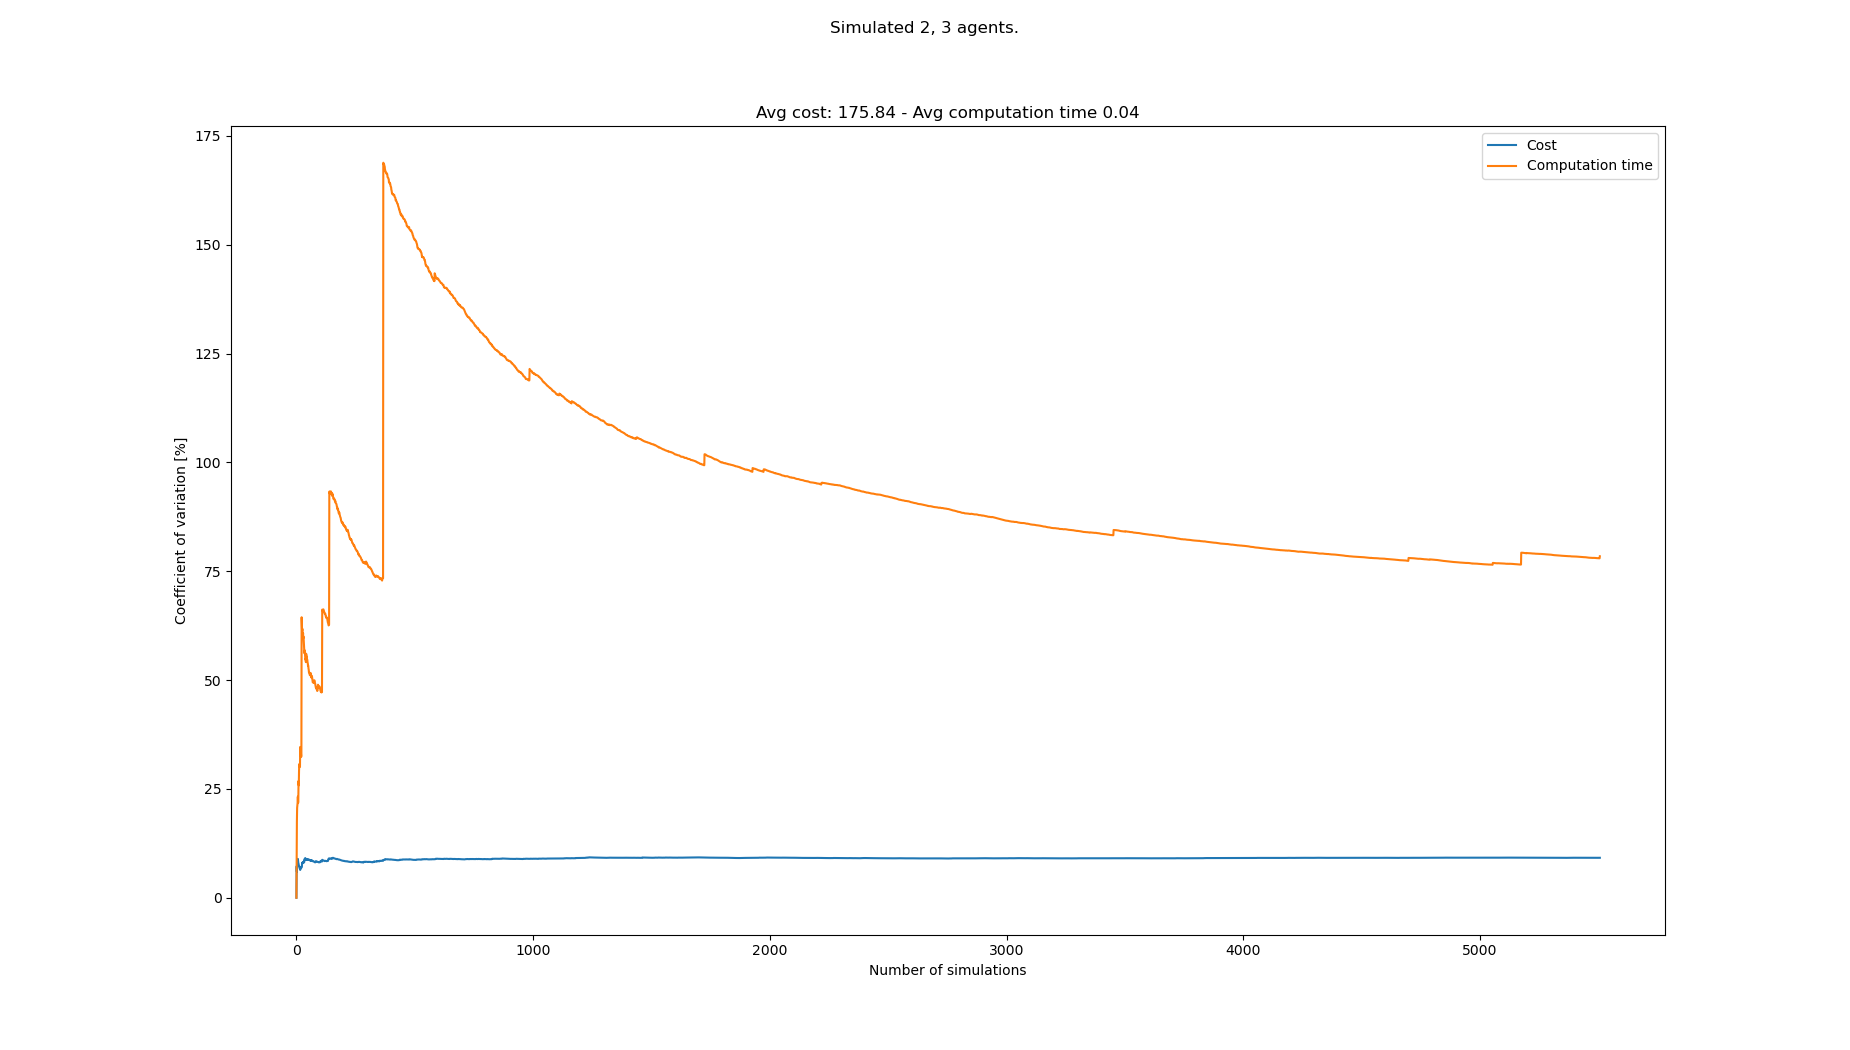 Simulated 2, 3 agents.
Avg cost: 175.84 - Avg computation time 0.04
Cost
Computation time
Coefficient of variation [%]
175
150
125
100
75
50
25
0
0 1000 2000 3000 4000 5000
Number of simulations